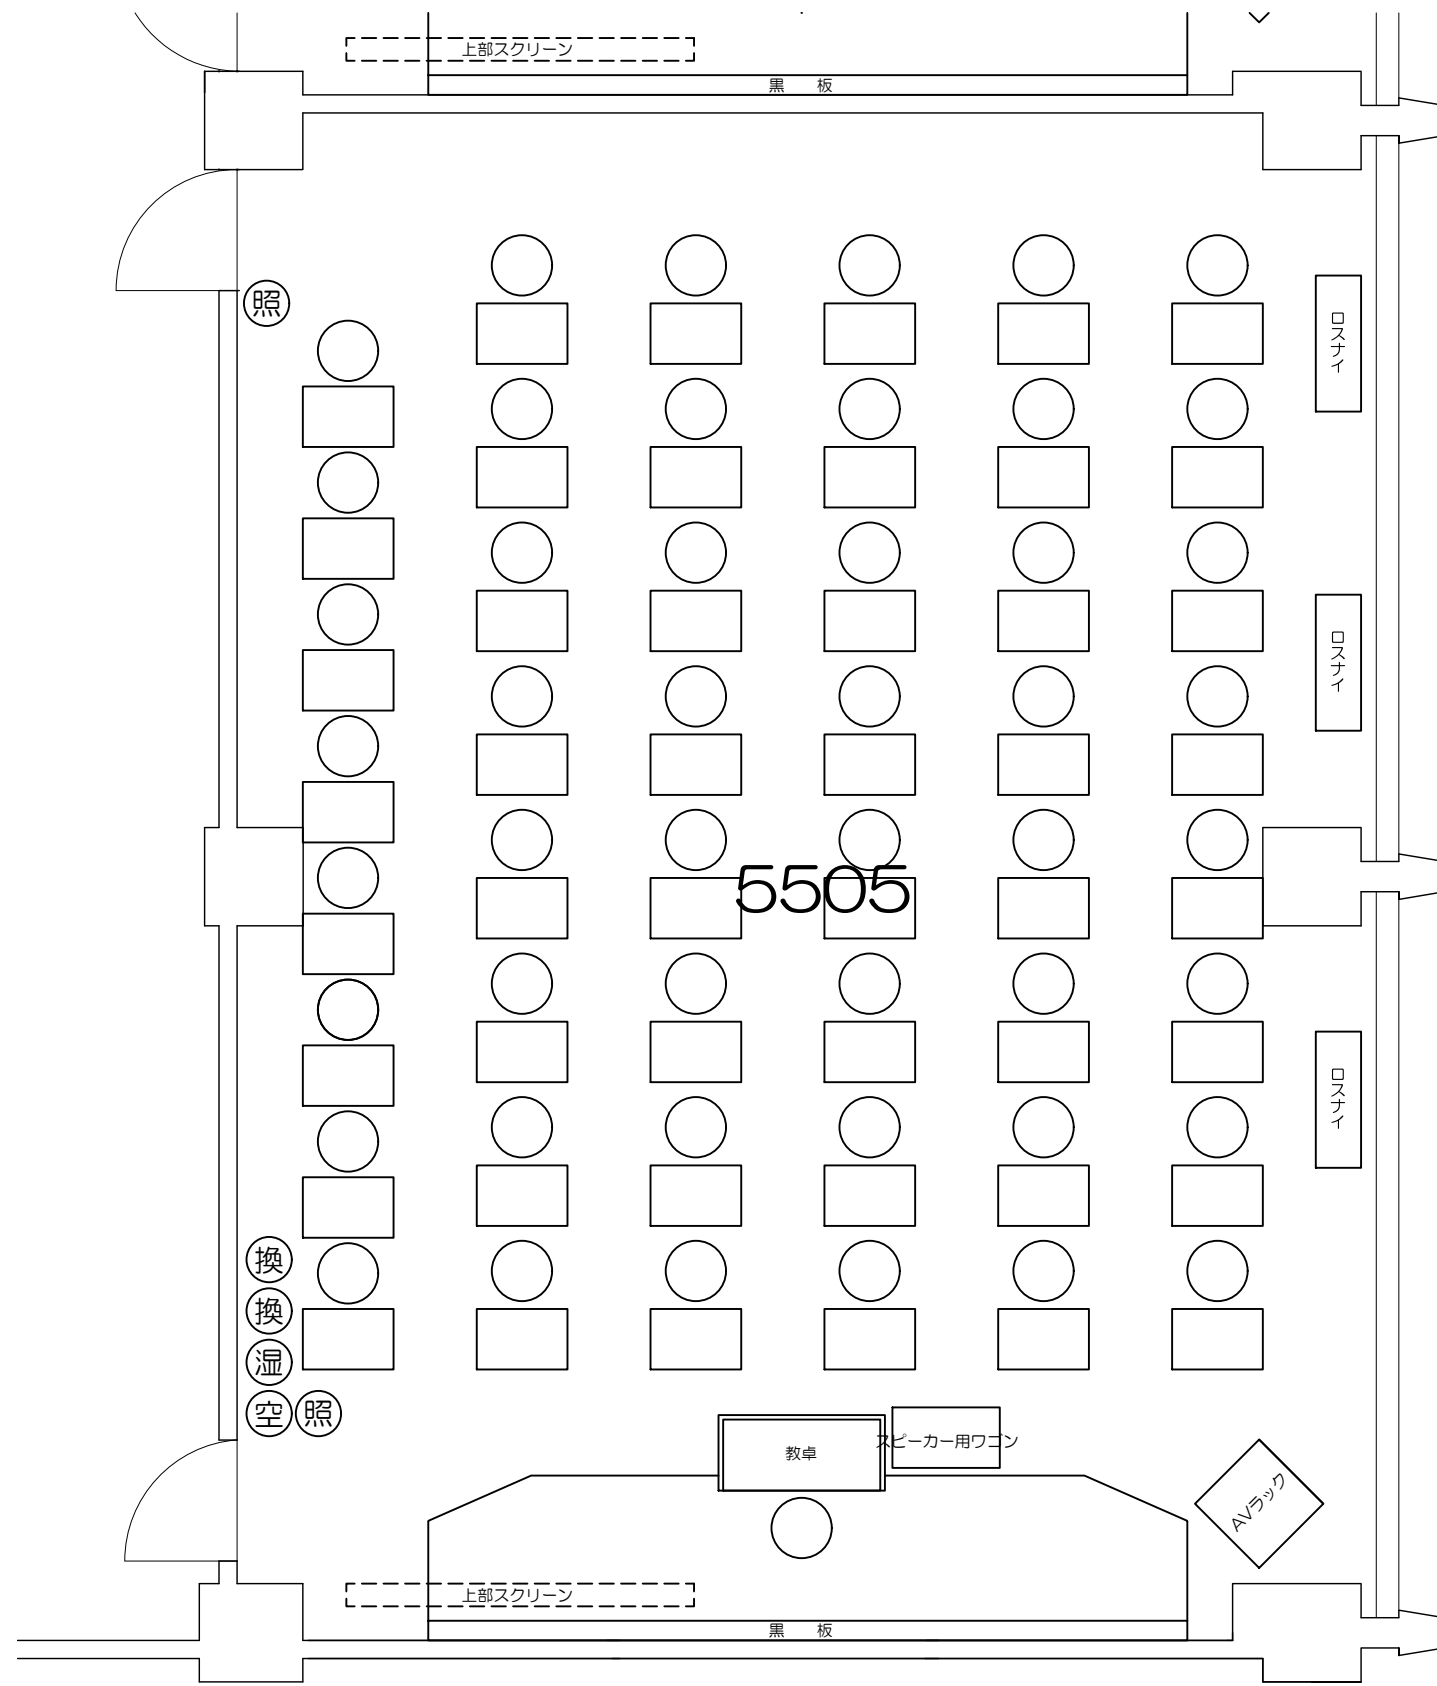 上部スクリーン
黒 板
照
ロスナイ
ロスナイ
5505
ロスナイ
換
換
湿
空 照
教卓
スピーカー用ワゴン
AVラック
上部スクリーン
黒 板